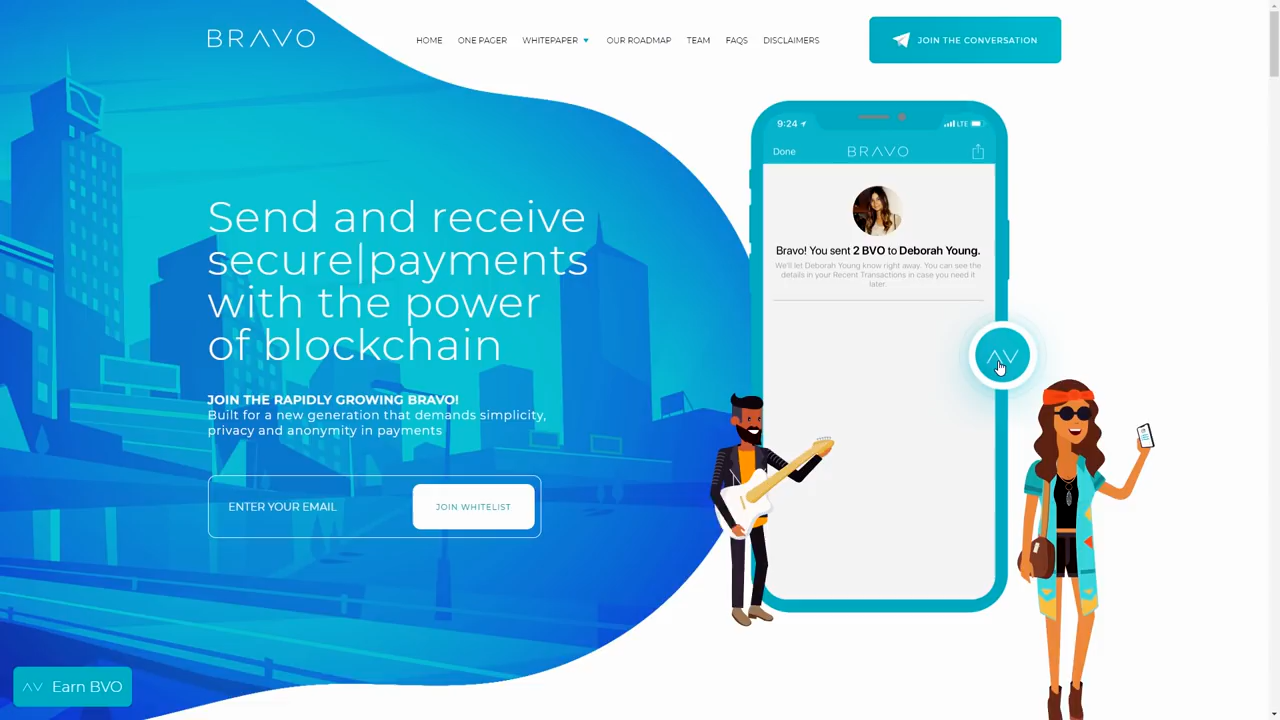 BRAVO
HOME
ONE PAGER
WHITEPAPER
OUR ROADMAP
TEAM
FAQS
DISCLAIMERS
JOIN THE CONVERSATION
Send and receive
secure|payments
with the power
of blockchain
JOIN THE RAPIDLY GROWING BRAVO!
Built for a new generation that demands simplicity,
privacy and anonymity in payments
ENTER YOUR EMAIL
JOIN WHITELIST
Earn BVO
9:24
LTE
Done
BRAVO
Bravo! You sent 2 BVO to Deborah Young.
We'll let Deborah Young know right away. You can see the
details in your Recent Transactions in case you need it
later.